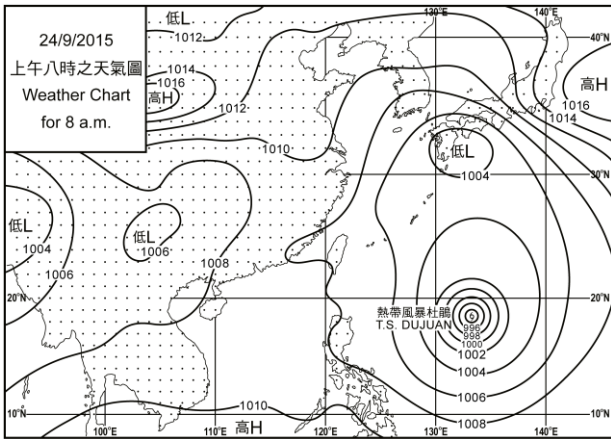 24/9/2015
上午八時之天氣圖
Weather Chart
for 8 a.m.
低L
130°E
140°E
40°N
1012
1014
1016
高H
1012
高H
1016
1014
1010
低L
1004
30°N
低L
1004
1006
低L
1006
1008
20°N
20°N
熱帶風暴杜鵑
T.S. DUJUAN
996
998
1000
1002
1004
1006
1008
1010
高H
10°N
10°N
100°E
110°E
120°E
130°E
140°E